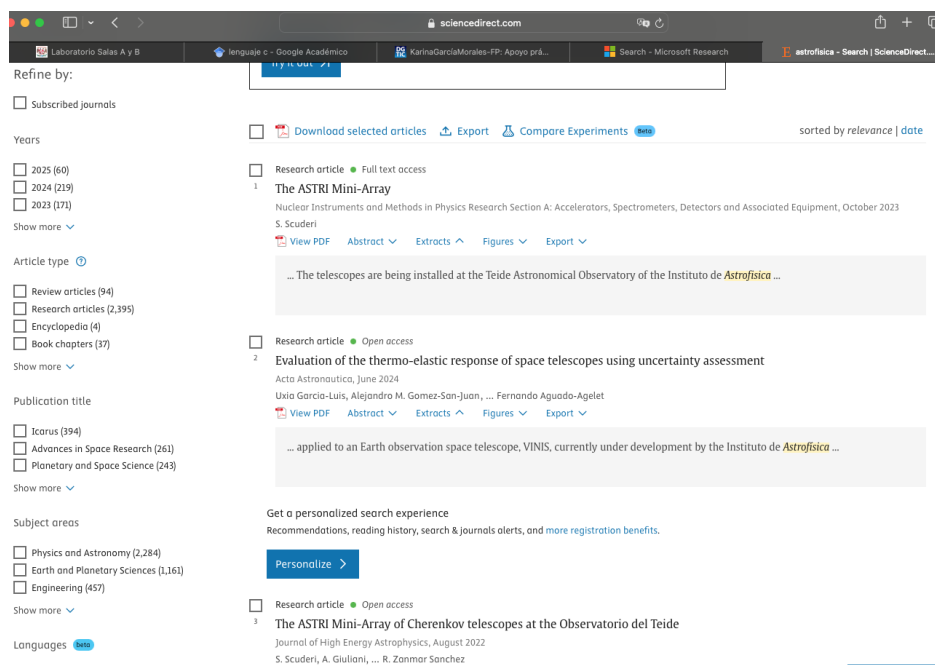 sciencedirect.com
Laboratorio Salas A y B
lenguaje c - Google Académico
KarinaGarcíaMorales-FP: Apoyo prá...
Search - Microsoft Research
astrofisica - Search | ScienceDirect....
Refine by:
Subscribed journals
Years
2025 (60)
2024 (219)
2023 (171)
Show more
Article type
Review articles (94)
Research articles (2,395)
Encyclopedia (4)
Book chapters (37)
Show more
Publication title
Icarus (394)
Advances in Space Research (261)
Planetary and Space Science (243)
Show more
Subject areas
Physics and Astronomy (2,284)
Earth and Planetary Sciences (1,161)
Engineering (457)
Show more
Languages beta
Try it out
Download selected articles Export Compare Experiments Beta
sorted by relevance | date
Research article Full text access
1
The ASTRI Mini-Array
Nuclear Instruments and Methods in Physics Research Section A: Accelerators, Spectrometers, Detectors and Associated Equipment, October 2023
S. Scuderi
View PDF Abstract Extracts Figures Export
... The telescopes are being installed at the Teide Astronomical Observatory of the Instituto de Astrofisica ...
Research article Open access
2
Evaluation of the thermo-elastic response of space telescopes using uncertainty assessment
Acta Astronautica, June 2024
Uxia Garcia-Luis, Alejandro M. Gomez-San-Juan, ... Fernando Aguado-Agelet
View PDF Abstract Extracts Figures Export
... applied to an Earth observation space telescope, VINIS, currently under development by the Instituto de Astrofísica ...
Get a personalized search experience
Recommendations, reading history, search & journals alerts, and more registration benefits.
Personalize
Research article Open access
3
The ASTRI Mini-Array of Cherenkov telescopes at the Observatorio del Teide
Journal of High Energy Astrophysics, August 2022
S. Scuderi, A. Giuliani, ... R. Zanmar Sanchez